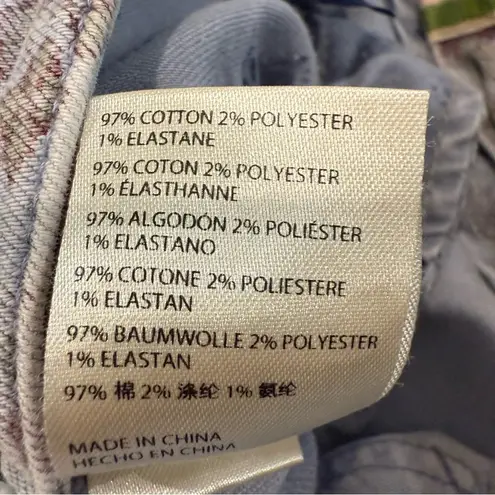 97% COTTON 2% POLYESTER
1% ELASTANE
97% COTON 2% POLYESTER
1% ÉLASTHANNE
97% ALGODÓN 2% POLIÉSTER
1% ELASTANO
97% COTONE 2% POLIESTERE
1% ELASTAN
97% BAUMWOLLE 2% POLYESTER
1% ELASTAN
97% 棉 2% 涤纶 1% 氨纶
MADE IN CHINA
HECHO EN CHINA